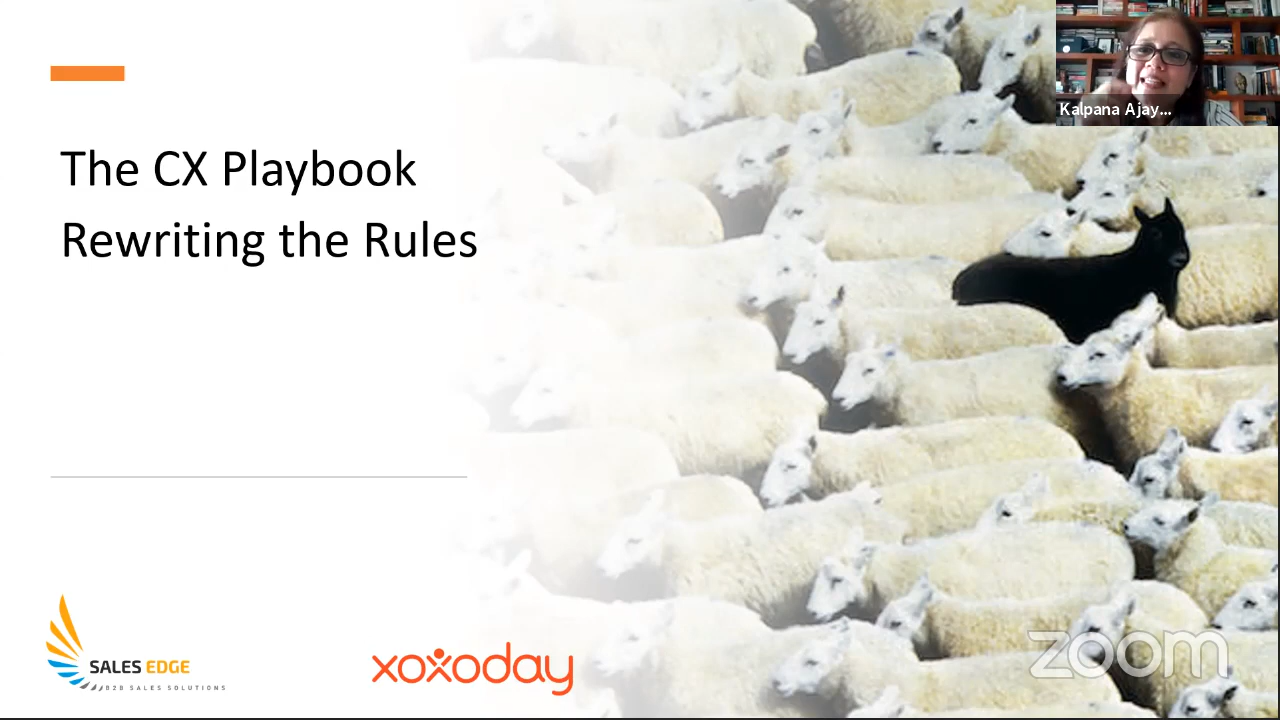 Kalpana Ajay...
The CX Playbook
Rewriting the Rules
SALES EDGE
B2B SALES SOLUTIONS
xoxoday
zoom